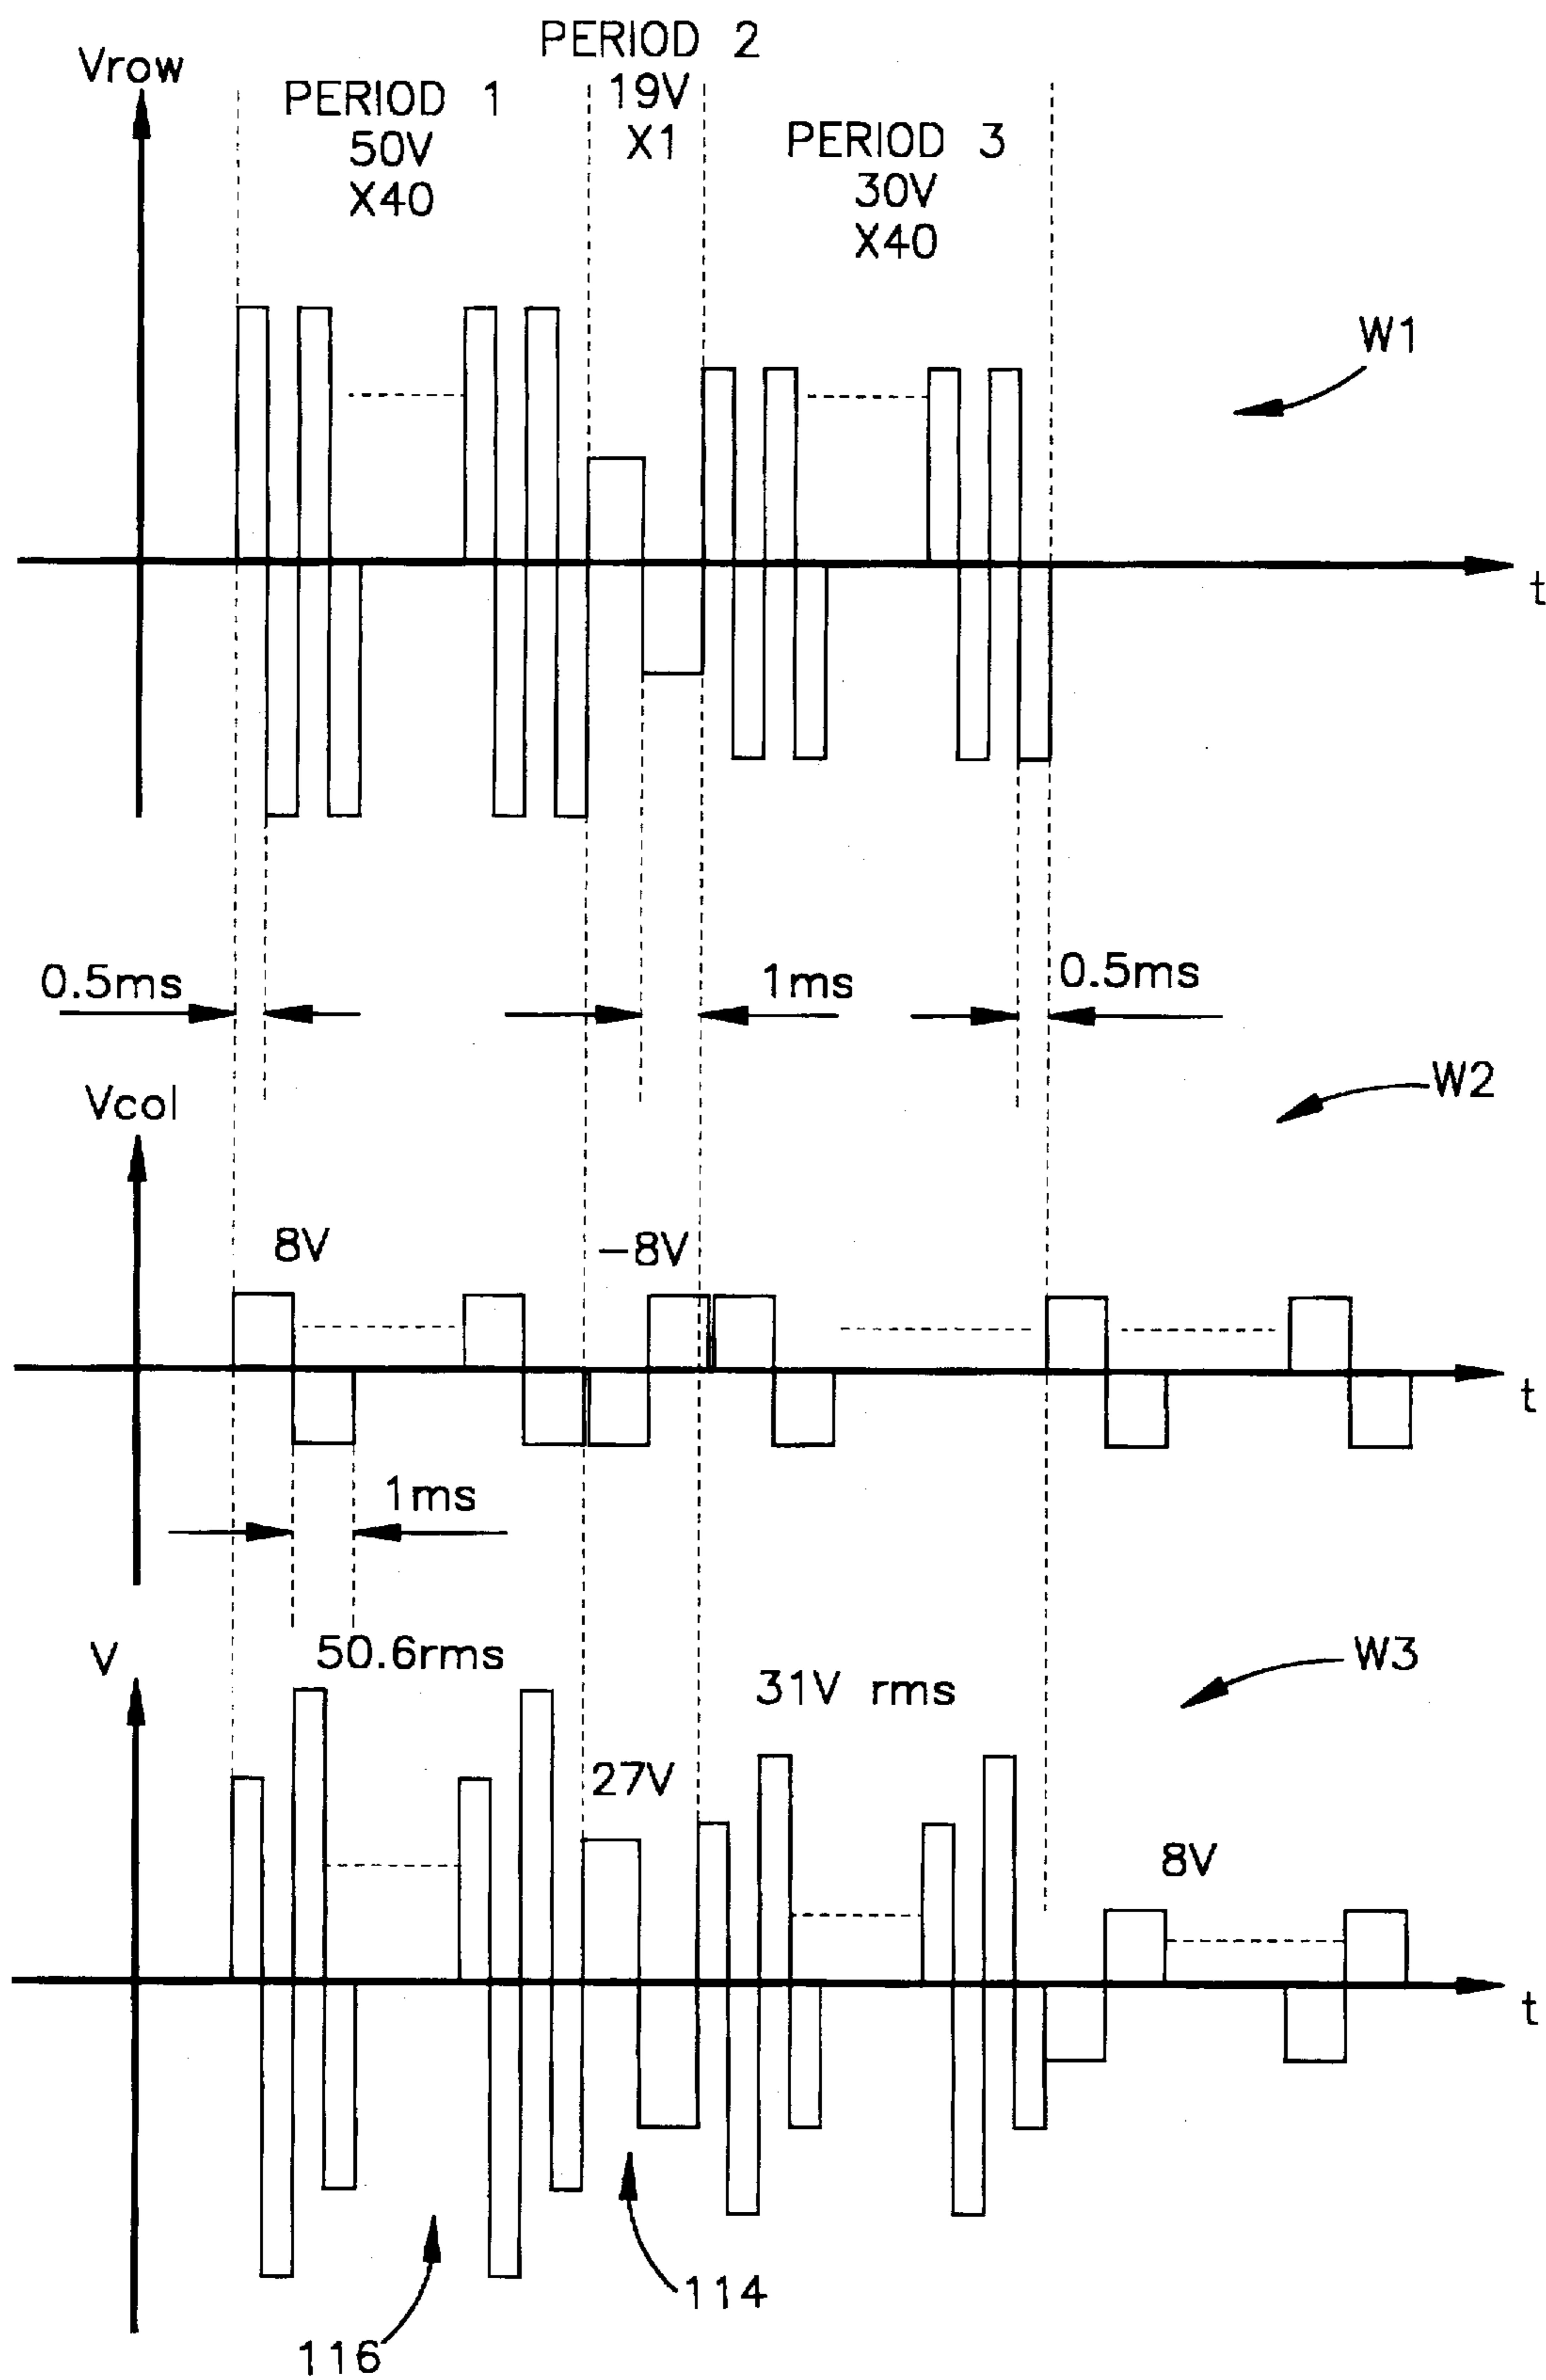 Vrow
PERIOD 1
50V
X40
PERIOD 2
19V
X1
PERIOD 3
30V
X40
W1
t
0.5ms
1ms
0.5ms
Vcol
W2
8V
-8V
t
1ms
V
50.6rms
W3
31V rms
27V
8V
t
114
116